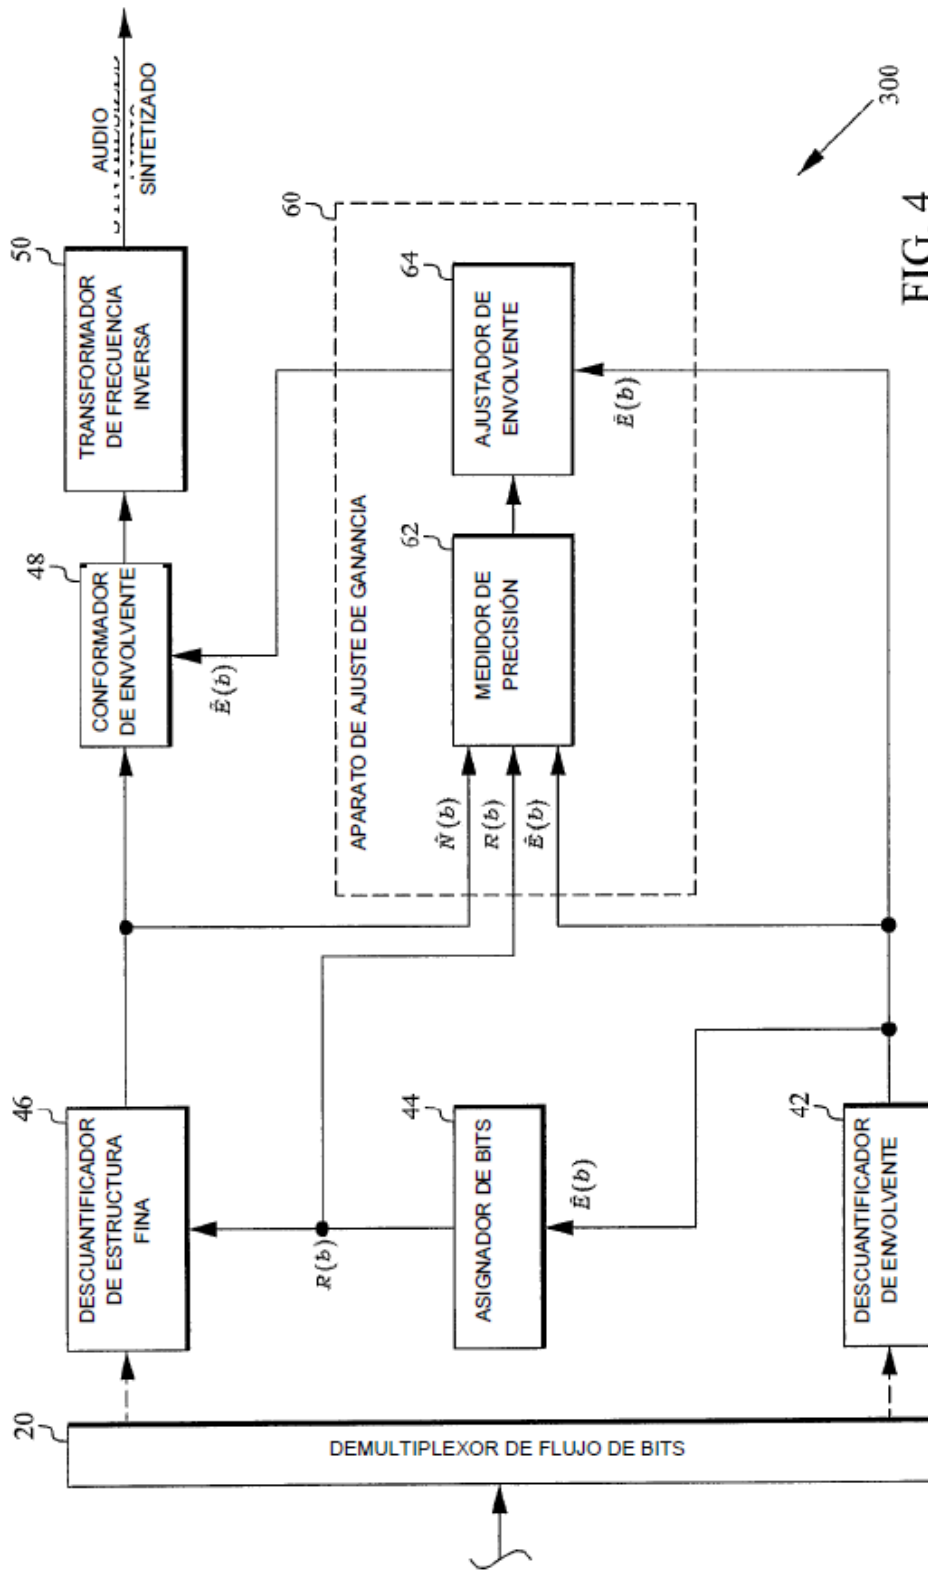 20
DEMULTIPLEXOR DE FLUJO DE BITS
46
DESCUANTIFICADOR
DE ESTRUCTURA
FINA
R(b)
44
ASIGNADOR DE BITS
Ê(b)
42
DESCUANTIFICADOR
DE ENVOLVENTE
48
CONFORMADOR
DE ENVOLVENTE
Ẽ(b)
50
TRANSFORMADOR
DE FRECUENCIA
INVERSA
AUDIO
SINTETIZADO
60
APARATO DE AJUSTE DE GANANCIA
N̂(b)
R(b)
Ê(b)
62
MEDIDOR DE
PRECISIÓN
64
AJUSTADOR DE
ENVOLVENTE
Ê(b)
300
FIG. 4